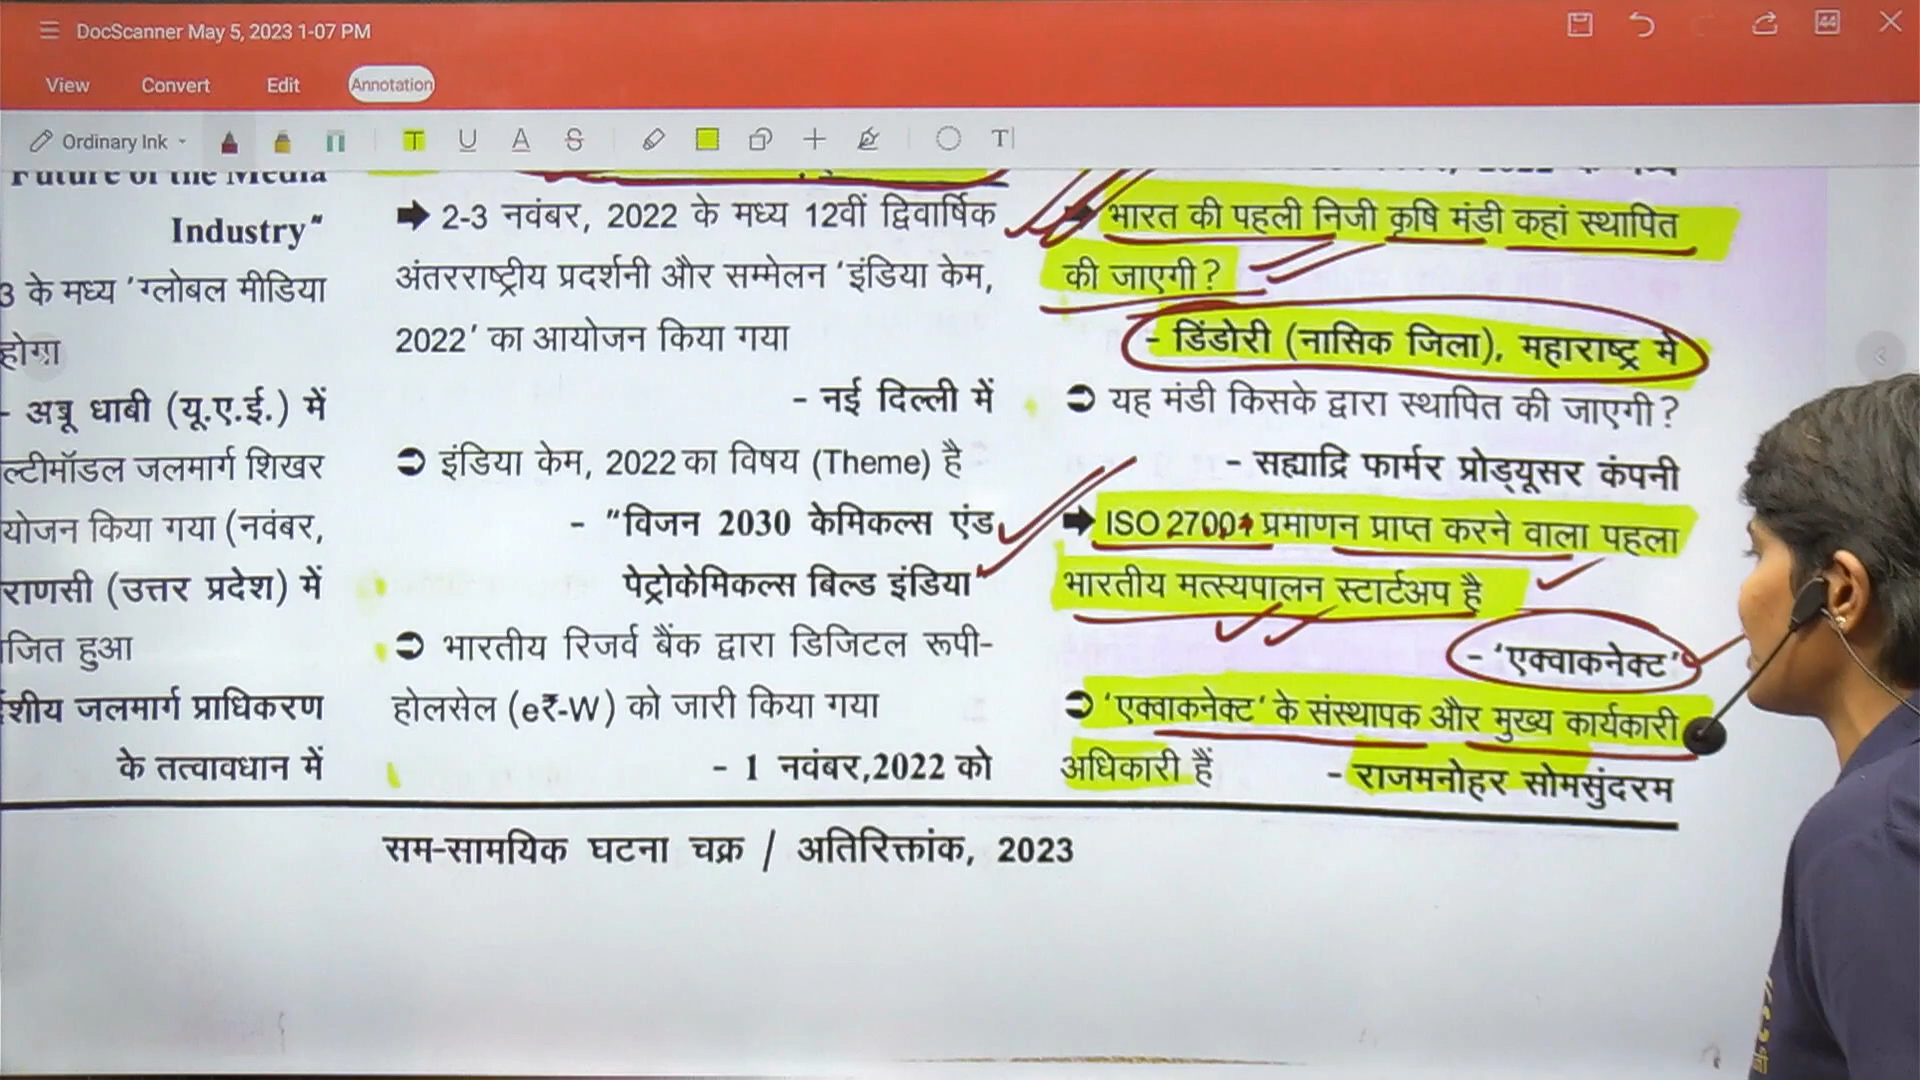 DocScanner May 5, 2023 1-07 PM
44
View Convert Edit Annotation
Ordinary Ink
Future of the Media
Industry"
3 के मध्य 'ग्लोबल मीडिया
होगा
- अबू धाबी (यू.ए.ई.) में
ल्टीमॉडल जलमार्ग शिखर
योजन किया गया (नवंबर,
राणसी (उत्तर प्रदेश) में
जित हुआ
र्देशीय जलमार्ग प्राधिकरण
के तत्वावधान में
➡ 2-3 नवंबर, 2022 के मध्य 12वीं द्विवार्षिक
अंतरराष्ट्रीय प्रदर्शनी और सम्मेलन 'इंडिया केम,
2022' का आयोजन किया गया
- नई दिल्ली में
➲ इंडिया केम, 2022 का विषय (Theme) है
- "विजन 2030 केमिकल्स एंड
पेट्रोकेमिकल्स बिल्ड इंडिया"
➲ भारतीय रिजर्व बैंक द्वारा डिजिटल रूपी-
होलसेल (e₹-W) को जारी किया गया
- 1 नवंबर,2022 को
➡ भारत की पहली निजी कृषि मंडी कहां स्थापित
की जाएगी?
- डिंडोरी (नासिक जिला), महाराष्ट्र में
➲ यह मंडी किसके द्वारा स्थापित की जाएगी?
- सह्याद्रि फार्मर प्रोड्यूसर कंपनी
➡ ISO 27001 प्रमाणन प्राप्त करने वाला पहला
भारतीय मत्स्यपालन स्टार्टअप है
- 'एक्वाकनेक्ट'
➲ 'एक्वाकनेक्ट' के संस्थापक और मुख्य कार्यकारी
अधिकारी हैं - राजमनोहर सोमसुंदरम
सम-सामयिक घटना चक्र / अतिरिक्तांक, 2023